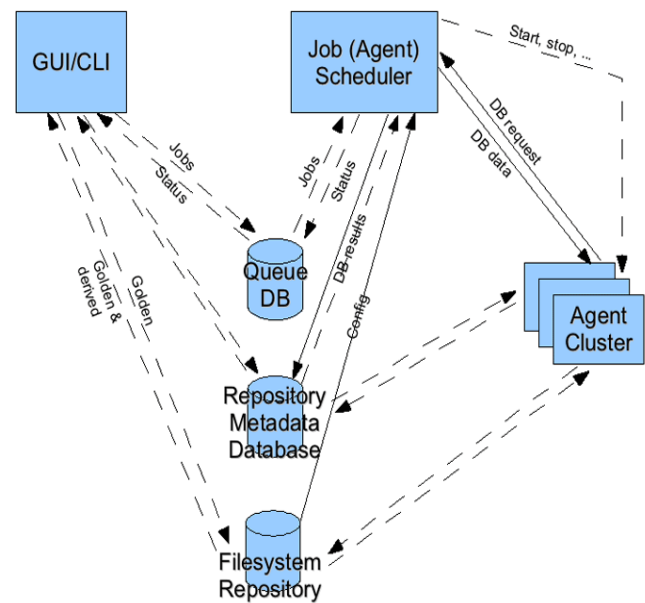 GUI/CLI
Job (Agent)
Scheduler
Start, stop, ...
DB request
DB data
Jobs
Status
Jobs
Status
Queue
DB
DB results
Config
Golden
Golden &
derived
Agent
Cluster
Repository
Metadata
Database
Filesystem
Repository